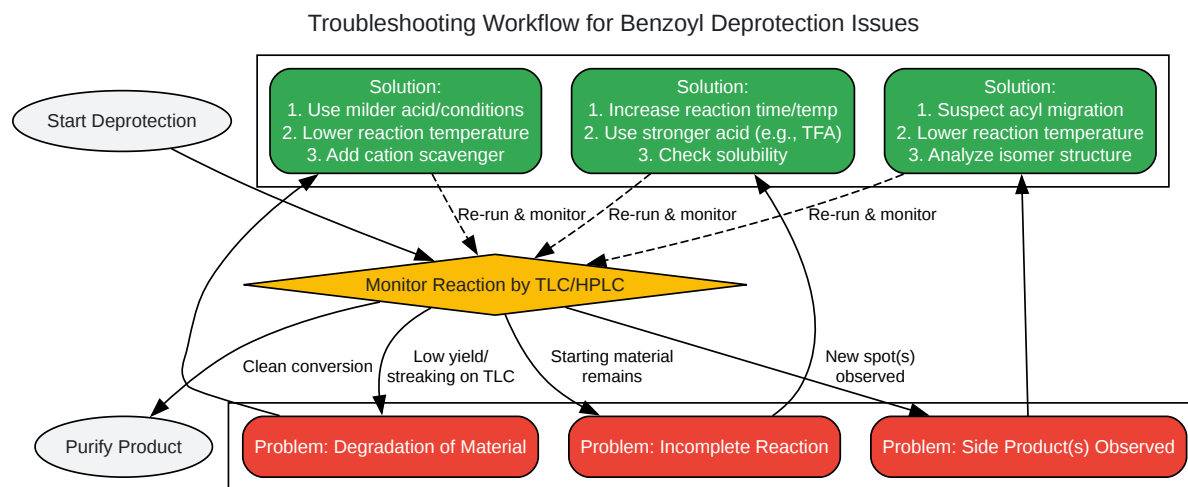 Troubleshooting Workflow for Benzoyl Deprotection Issues
Start Deprotection
Solution:
1. Use milder acid/conditions
2. Lower reaction temperature
3. Add cation scavenger
Solution:
1. Increase reaction time/temp
2. Use stronger acid (e.g., TFA)
3. Check solubility
Solution:
1. Suspect acyl migration
2. Lower reaction temperature
3. Analyze isomer structure
Re-run & monitor
Re-run & monitor
Re-run & monitor
Monitor Reaction by TLC/HPLC
Clean conversion
Low yield/
streaking on TLC
Starting material
remains
New spot(s)
observed
Purify Product
Problem: Degradation of Material
Problem: Incomplete Reaction
Problem: Side Product(s) Observed